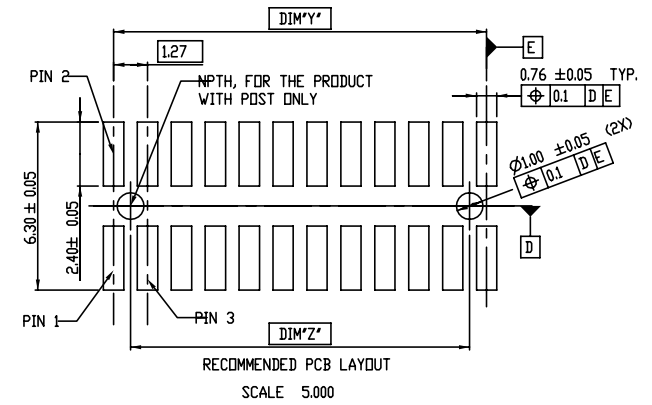 DIM"Y"
1.27
E
PIN 2
NPTH, FOR THE PRODUCT
WITH POST ONLY
0.76 ±0.05 TYP.
⌖ 0.1 D E
Ø1.00 ±0.05 (2X)
⌖ 0.1 D E
6.30 ± 0.05
2.40± 0.05
D
PIN 1
PIN 3
DIM"Z"
RECOMMENDED PCB LAYOUT
SCALE 5.000